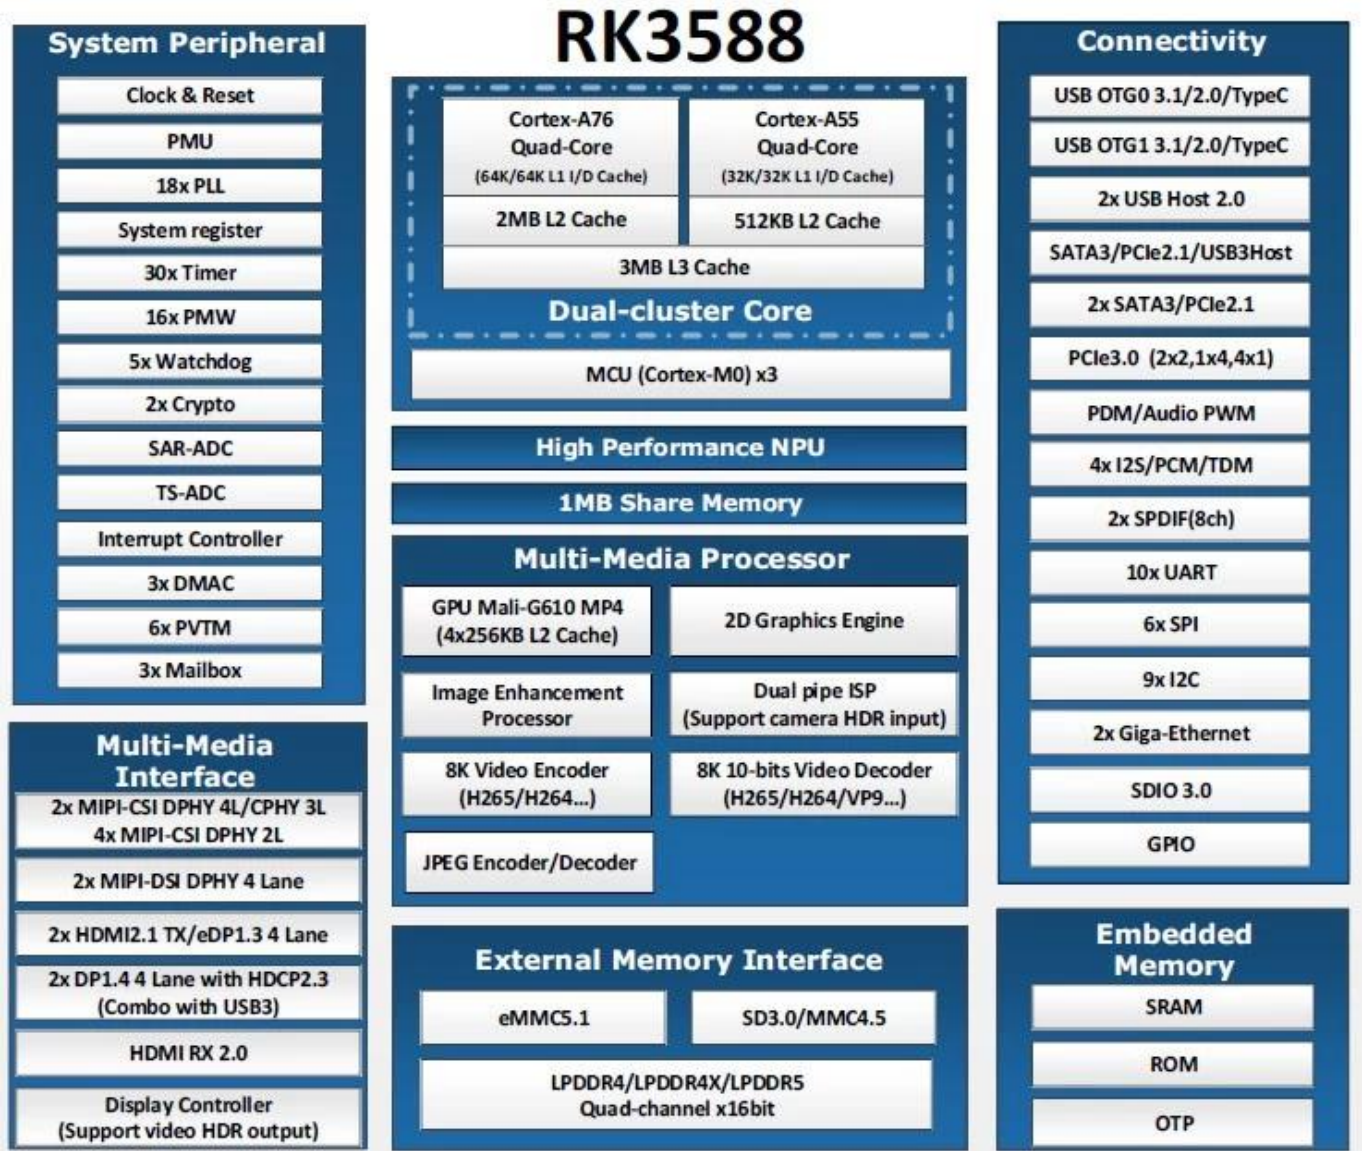 RK3588
System Peripheral
Clock & Reset
PMU
18x PLL
System register
30x Timer
16x PMW
5x Watchdog
2x Crypto
SAR-ADC
TS-ADC
Interrupt Controller
3x DMAC
6x PVTM
3x Mailbox
Multi-Media
Interface
2x MIPI-CSI DPHY 4L/CPHY 3L
4x MIPI-CSI DPHY 2L
2x MIPI-DSI DPHY 4 Lane
2x HDMI2.1 TX/eDP1.3 4 Lane
2x DP1.4 4 Lane with HDCP2.3
(Combo with USB3)
HDMI RX 2.0
Display Controller
(Support video HDR output)
Cortex-A76
Quad-Core
(64K/64K L1 I/D Cache)
2MB L2 Cache
Cortex-A55
Quad-Core
(32K/32K L1 I/D Cache)
512KB L2 Cache
3MB L3 Cache
Dual-cluster Core
MCU (Cortex-M0) x3
High Performance NPU
1MB Share Memory
Multi-Media Processor
GPU Mali-G610 MP4
(4x256KB L2 Cache)
2D Graphics Engine
Image Enhancement
Processor
Dual pipe ISP
(Support camera HDR input)
8K Video Encoder
(H265/H264...)
8K 10-bits Video Decoder
(H265/H264/VP9...)
JPEG Encoder/Decoder
External Memory Interface
eMMC5.1
SD3.0/MMC4.5
LPDDR4/LPDDR4X/LPDDR5
Quad-channel x16bit
Connectivity
USB OTG0 3.1/2.0/TypeC
USB OTG1 3.1/2.0/TypeC
2x USB Host 2.0
SATA3/PCIe2.1/USB3Host
2x SATA3/PCIe2.1
PCIe3.0 (2x2,1x4,4x1)
PDM/Audio PWM
4x I2S/PCM/TDM
2x SPDIF(8ch)
10x UART
6x SPI
9x I2C
2x Giga-Ethernet
SDIO 3.0
GPIO
Embedded
Memory
SRAM
ROM
OTP